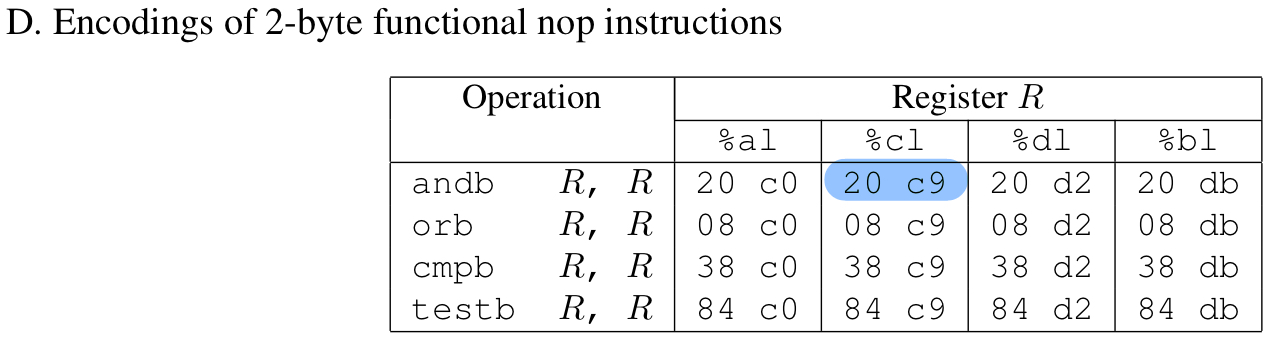 D. Encodings of 2-byte functional nop instructions
Operation Register R
%al %cl %dl %bl
andb R, R 20 c0 20 c9 20 d2 20 db
orb R, R 08 c0 08 c9 08 d2 08 db
cmpb R, R 38 c0 38 c9 38 d2 38 db
testb R, R 84 c0 84 c9 84 d2 84 db